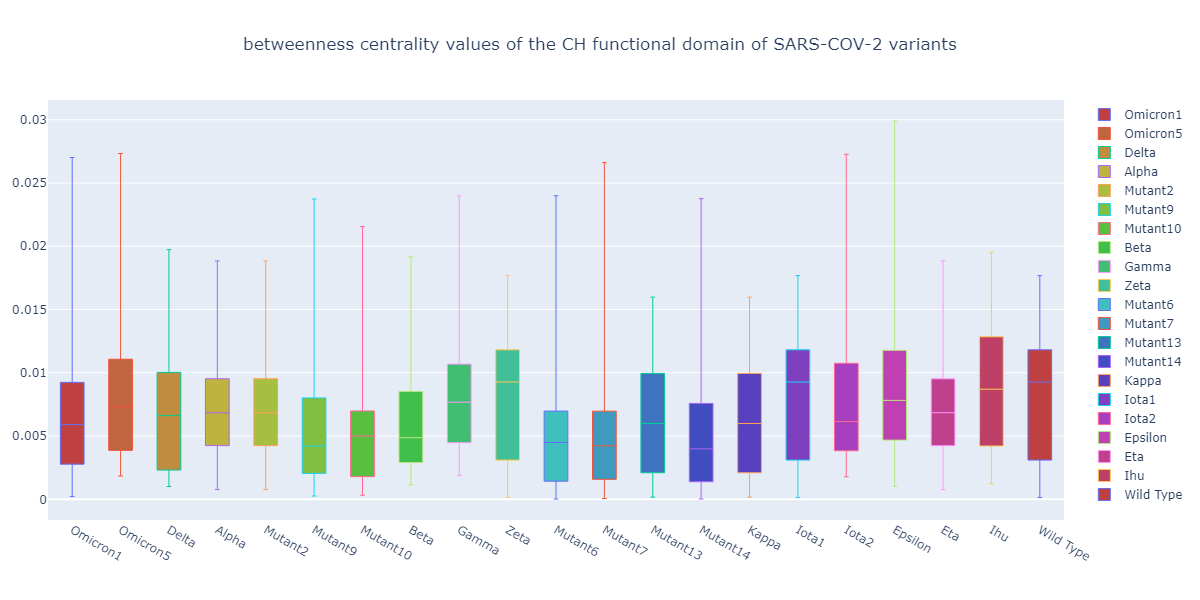 betweenness centrality values of the CH functional domain of SARS-COV-2 variants
0.03
0.025
0.02
0.015
0.01
0.005
0
Omicron1
Omicron5
Delta
Alpha
Mutant2
Mutant9
Mutant10
Beta
Gamma
Zeta
Mutant6
Mutant7
Mutant13
Mutant14
Kappa
Iota1
Iota2
Epsilon
Eta
Ihu
Wild Type
Omicron1
Omicron5
Delta
Alpha
Mutant2
Mutant9
Mutant10
Beta
Gamma
Zeta
Mutant6
Mutant7
Mutant13
Mutant14
Kappa
Iota1
Iota2
Epsilon
Eta
Ihu
Wild Type